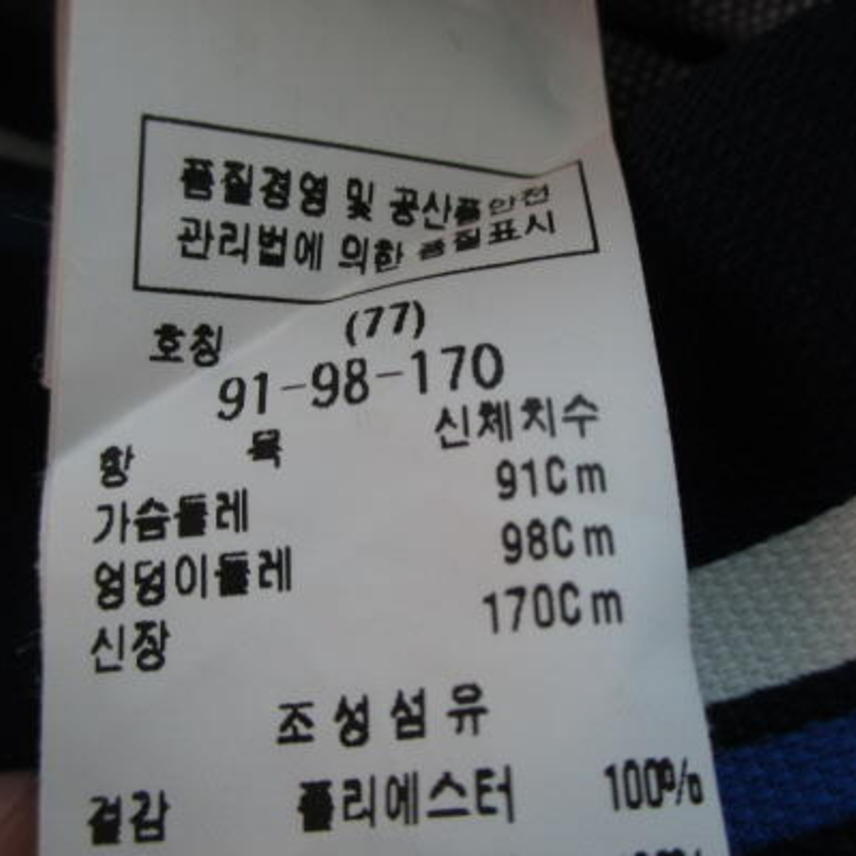 품질경영 및 공산품안전
관리법에 의한 품질표시
호칭 (77)
91-98-170
항 목 신체치수
가슴둘레 91Cm
엉덩이둘레 98Cm
신장 170Cm
조성섬유
겉감 폴리에스터 100%